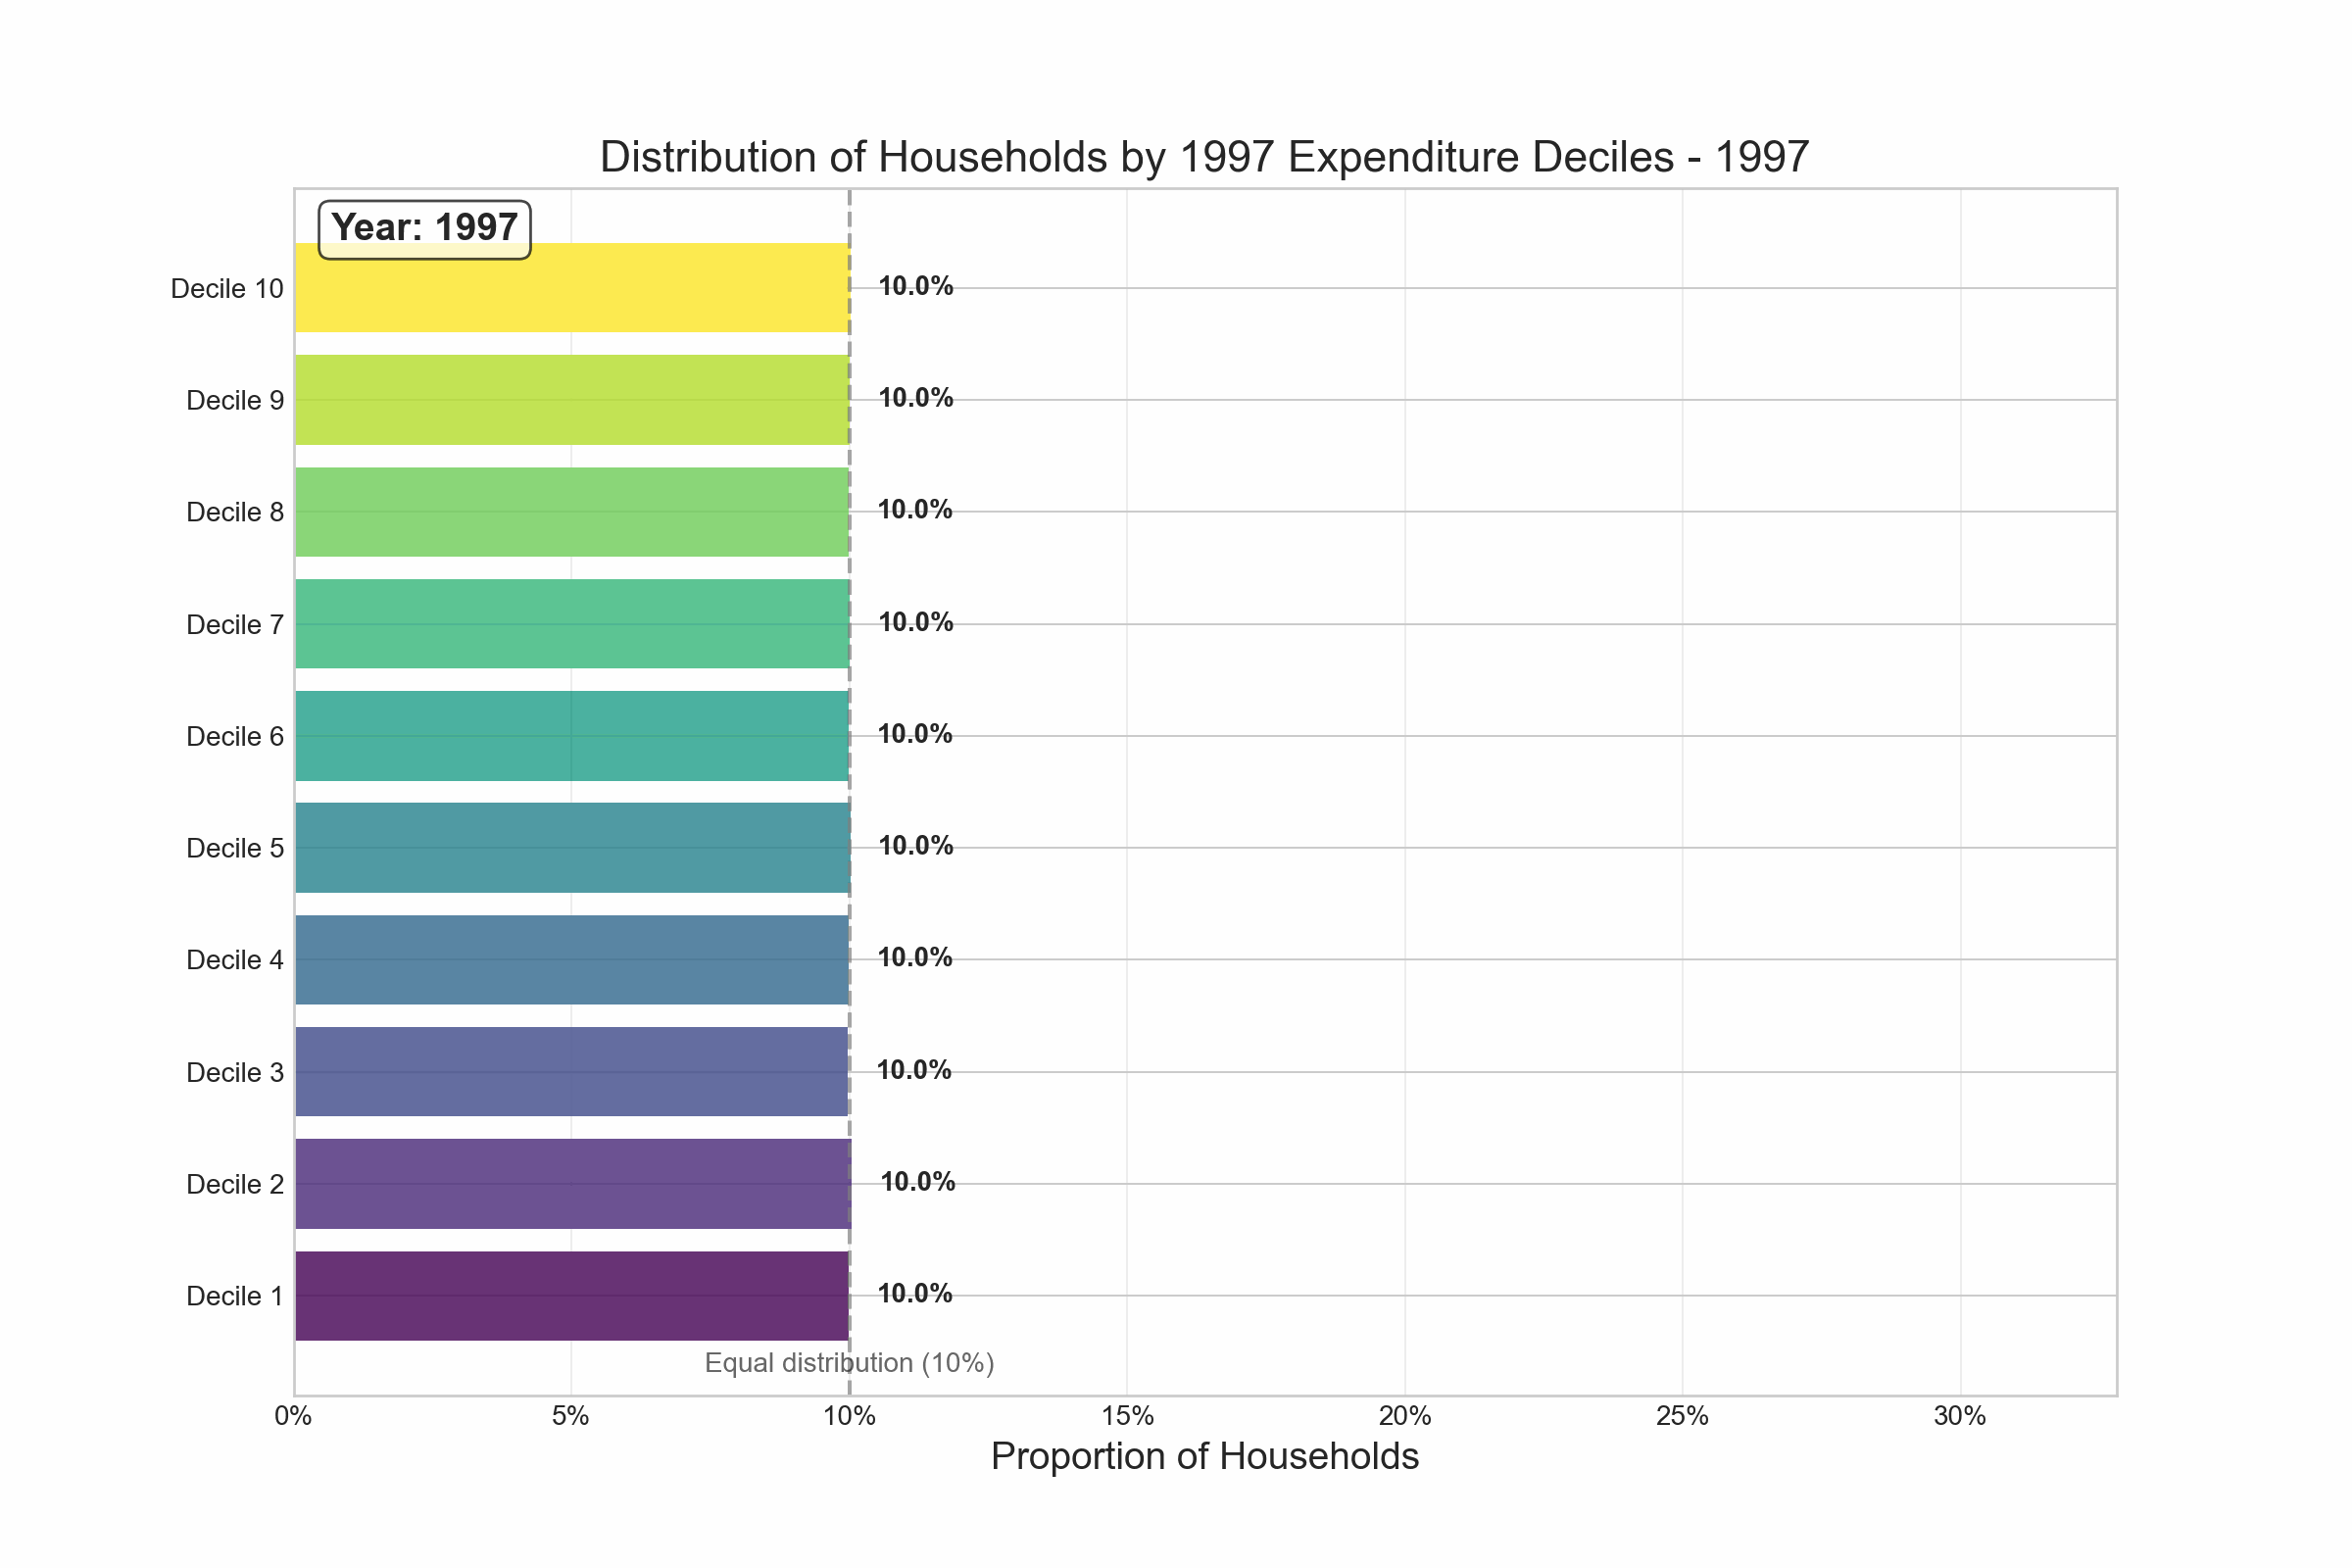 Distribution of Households by 1997 Expenditure Deciles - 1997
Year: 1997
Decile 10 10.0%
Decile 9 10.0%
Decile 8 10.0%
Decile 7 10.0%
Decile 6 10.0%
Decile 5 10.0%
Decile 4 10.0%
Decile 3 10.0%
Decile 2 10.0%
Decile 1 10.0%
Equal distribution (10%)
0% 5% 10% 15% 20% 25% 30%
Proportion of Households